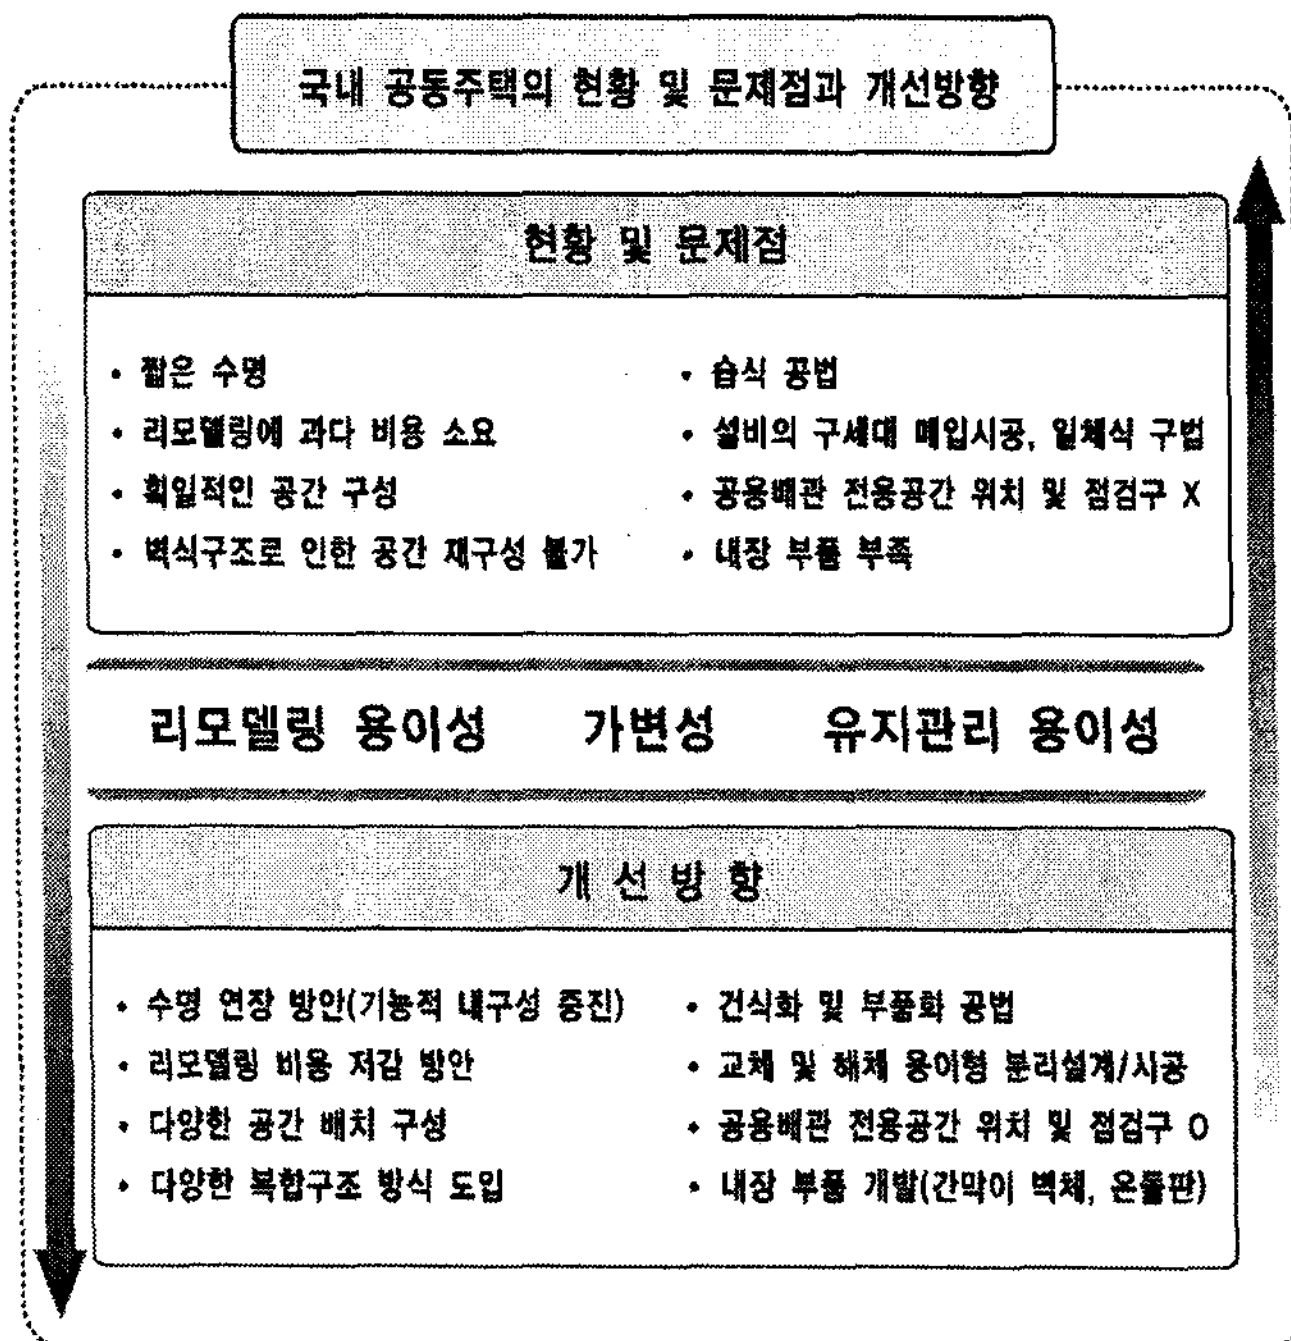 국내 공동주택의 현황 및 문제점과 개선방향
현황 및 문제점
• 짧은 수명
• 리모델링에 과다 비용 소요
• 획일적인 공간 구성
• 벽식구조로 인한 공간 재구성 불가
• 습식 공법
• 설비의 구세대 매입시공, 일체식 구법
• 공용배관 전용공간 위치 및 점검구 X
• 내장 부품 부족
리모델링 용이성 가변성 유지관리 용이성
개선방향
• 수명 연장 방안(기능적 내구성 증진)
• 리모델링 비용 저감 방안
• 다양한 공간 배치 구성
• 다양한 복합구조 방식 도입
• 건식화 및 부품화 공법
• 교체 및 해체 용이형 분리설계/시공
• 공용배관 전용공간 위치 및 점검구 O
• 내장 부품 개발(간막이 벽체, 온돌판)